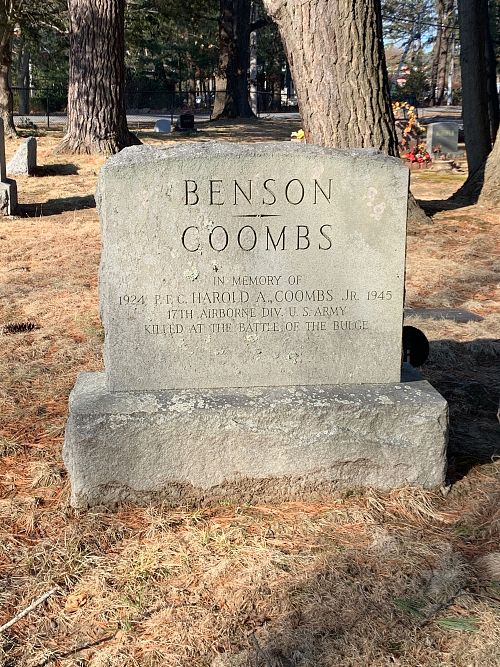 BENSON
COOMBS
IN MEMORY OF
1924 P.F.C. HAROLD A. COOMBS JR. 1945
17TH AIRBORNE DIV. U.S. ARMY
KILLED AT THE BATTLE OF THE BULGE